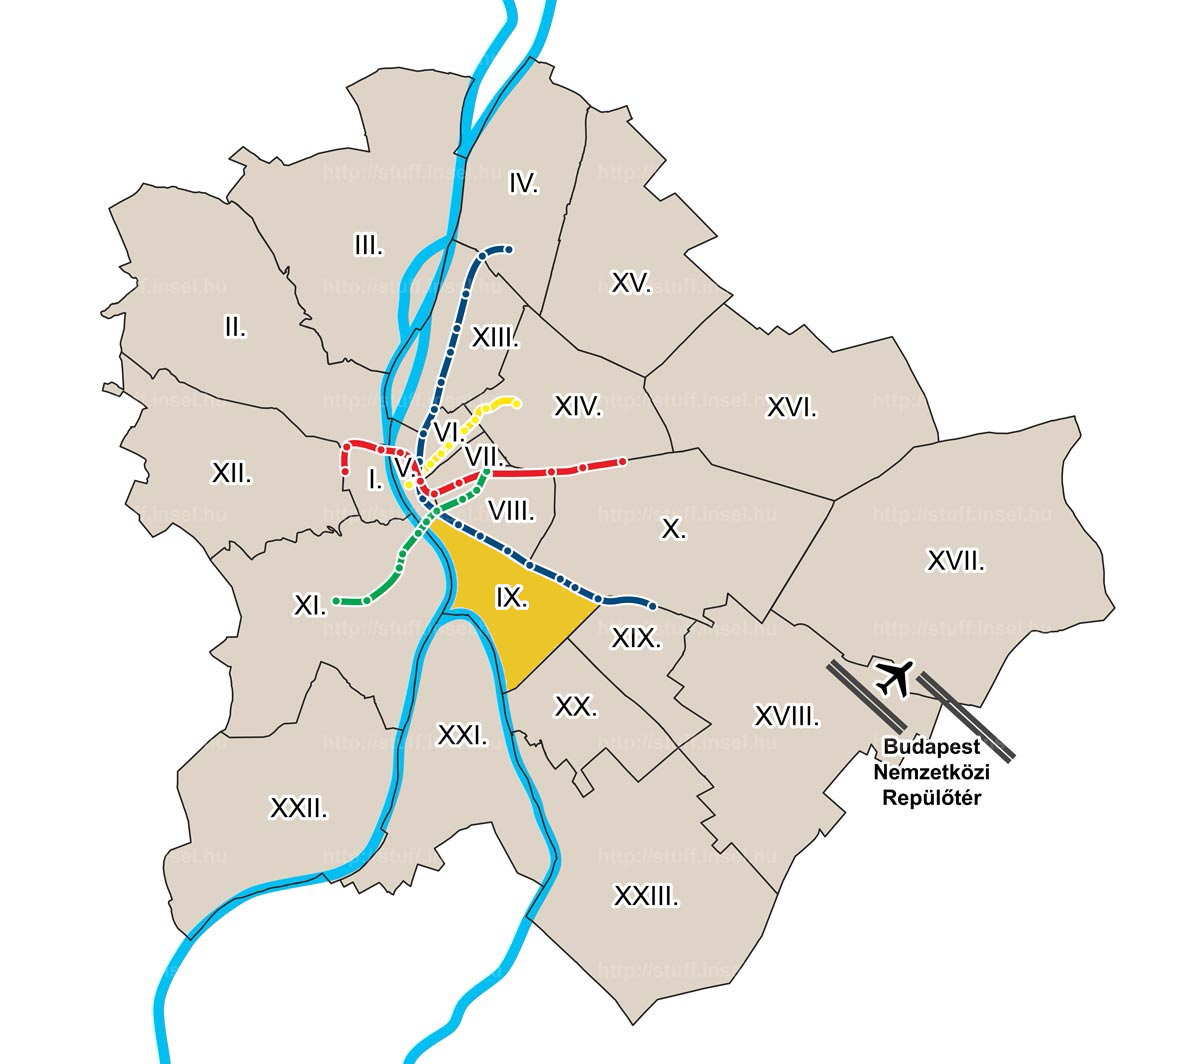 IV.
III.
XV.
II.
XIII.
XIV.
XVI.
VI.
VII.
V.
XII.
I.
VIII.
X.
XVII.
IX.
XI.
XIX.
XX.
XVIII.
XXI.
Budapest
Nemzetközi
Repülőtér
XXII.
XXIII.
http://stuff.insel.hu